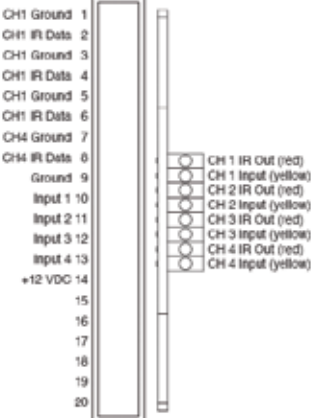 CH1 Ground 1
CH1 IR Data 2
CH1 Ground 3
CH1 IR Data 4
CH1 Ground 5
CH1 IR Data 6
CH4 Ground 7
CH4 IR Data 8
Ground 9
Input 1 10
Input 2 11
Input 3 12
Input 4 13
+12 VDC 14
15
16
17
18
19
20
CH 1 IR Out (red)
CH 1 Input (yellow)
CH 2 IR Out (red)
CH 2 Input (yellow)
CH 3 IR Out (red)
CH 3 Input (yellow)
CH 4 IR Out (red)
CH 4 Input (yellow)